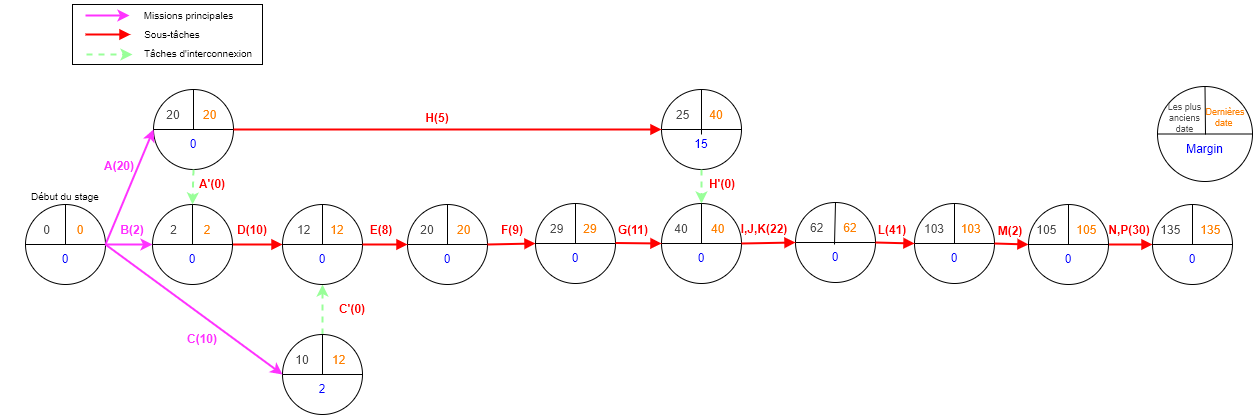 Missions principales
Sous-tâches
Tâches d'interconnexion
20 20
0
H(5)
25 40
15
Les plus anciens date
Dernières date
Margin
A(20)
A'(0)
H'(0)
Début du stage
0 0
0
B(2)
2 2
0
D(10)
12 12
0
E(8)
20 20
0
F(9)
29 29
0
G(11)
40 40
0
I,J,K(22)
62 62
0
L(41)
103 103
0
M(2)
105 105
0
N,P(30)
135 135
0
C(10)
C'(0)
10 12
2